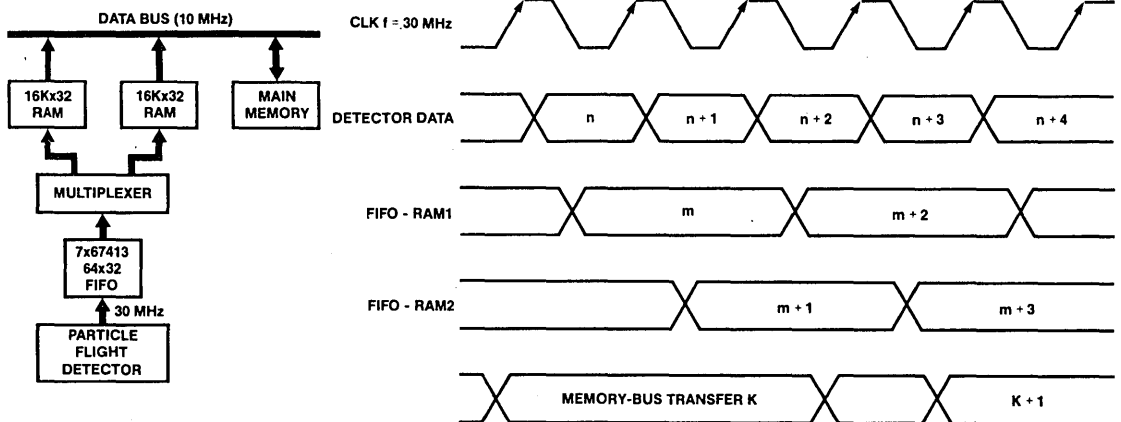 DATA BUS (10 MHz)
16Kx32
RAM
16Kx32
RAM
MAIN
MEMORY
MULTIPLEXER
7x67413
64x32
FIFO
30 MHz
PARTICLE
FLIGHT
DETECTOR
CLK f = 30 MHz
DETECTOR DATA
n
n + 1
n + 2
n + 3
n + 4
FIFO - RAM1
m
m + 2
FIFO - RAM2
m + 1
m + 3
MEMORY-BUS TRANSFER K
K + 1